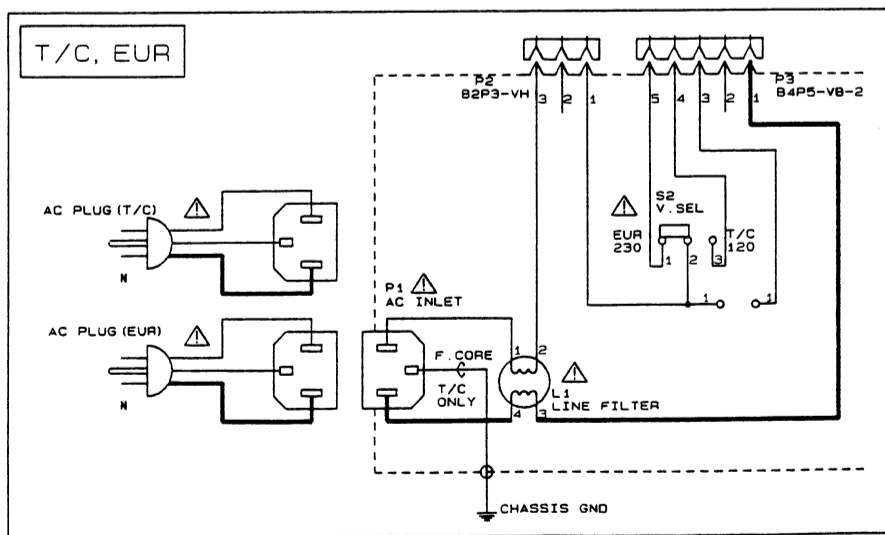 T/C, EUR
P2
B2P3-VH
3 2 1
5 4 3 2 1
P3
B4P5-VB-2
AC PLUG(T/C)
N
S2
V.SEL
EUR
230
T/C
120
1 2 3
1 1
P1
AC INLET
AC PLUG(EUR)
N
F.CORE
T/C
ONLY
1 2
4 3
L1
LINE FILTER
CHASSIS GND